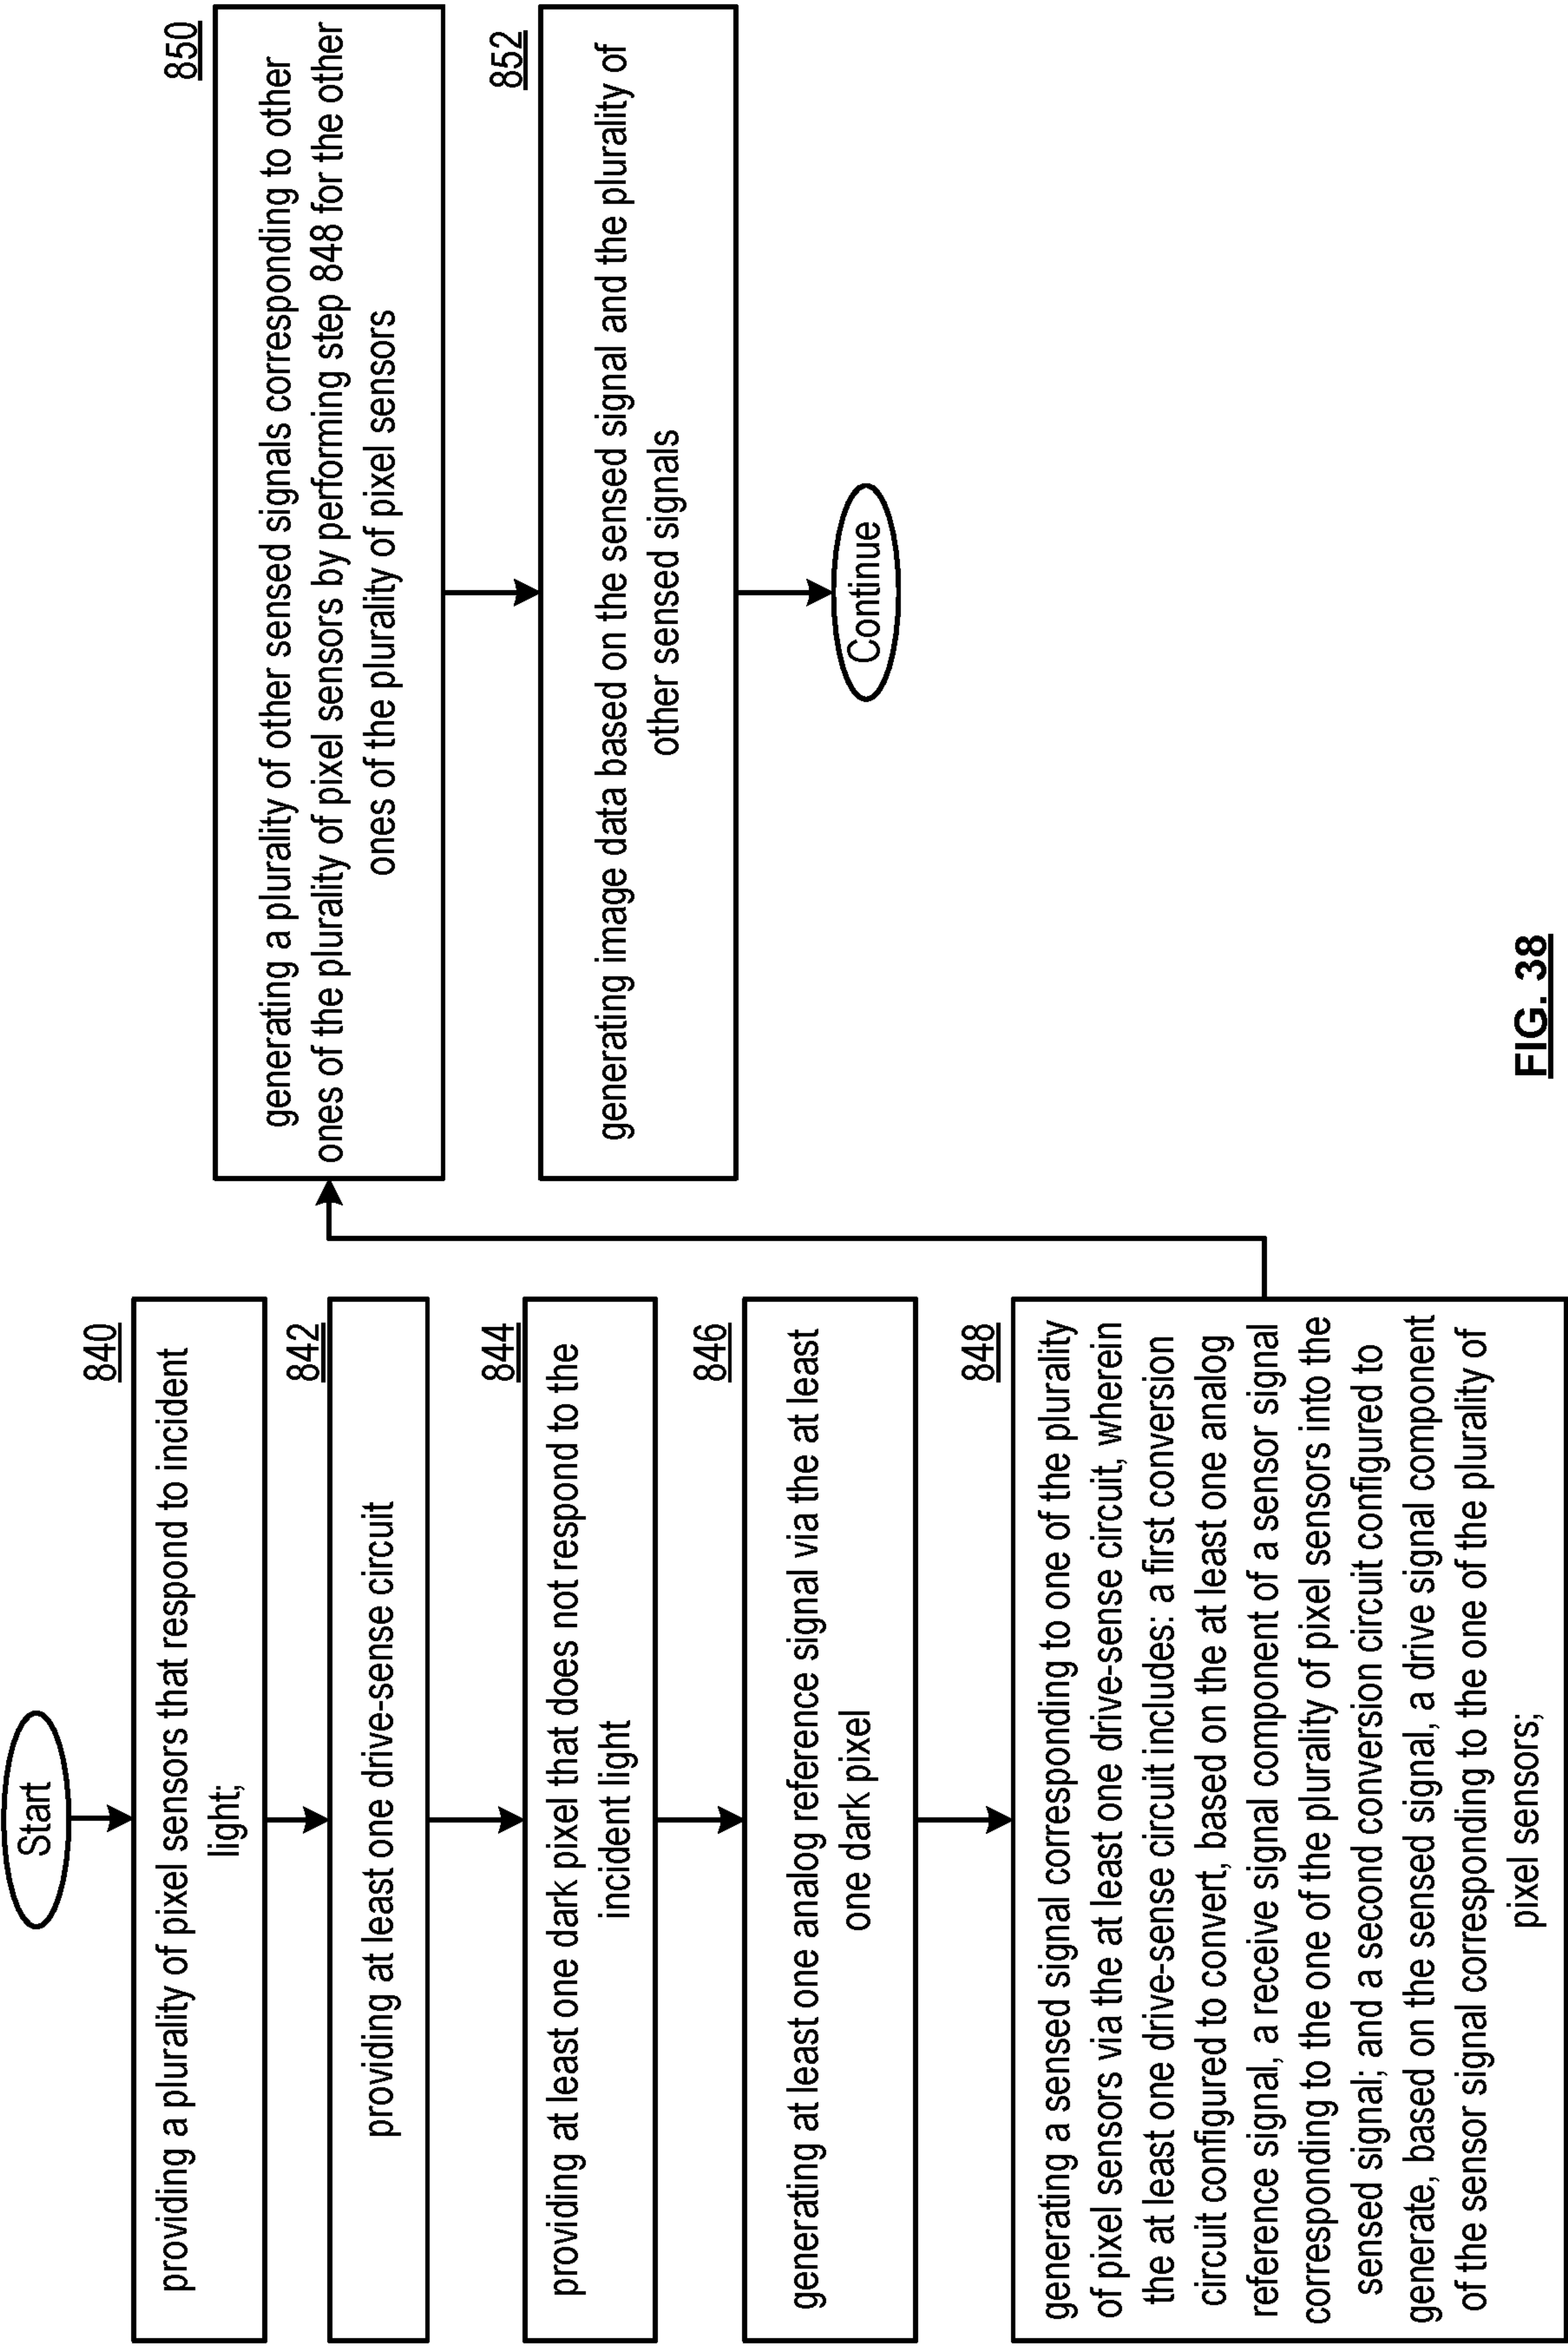 Start
840
providing a plurality of pixel sensors that respond to incident
light;
842
providing at least one drive-sense circuit
844
providing at least one dark pixel that does not respond to the
incident light
846
generating at least one analog reference signal via the at least
one dark pixel
848
generating a sensed signal corresponding to one of the plurality
of pixel sensors via the at least one drive-sense circuit, wherein
the at least one drive-sense circuit includes: a first conversion
circuit configured to convert, based on the at least one analog
reference signal, a receive signal component of a sensor signal
corresponding to the one of the plurality of pixel sensors into the
sensed signal; and a second conversion circuit configured to
generate, based on the sensed signal, a drive signal component
of the sensor signal corresponding to the one of the plurality of
pixel sensors;
850
generating a plurality of other sensed signals corresponding to other
ones of the plurality of pixel sensors by performing step 848 for the other
ones of the plurality of pixel sensors
852
generating image data based on the sensed signal and the plurality of
other sensed signals
Continue
FIG. 38